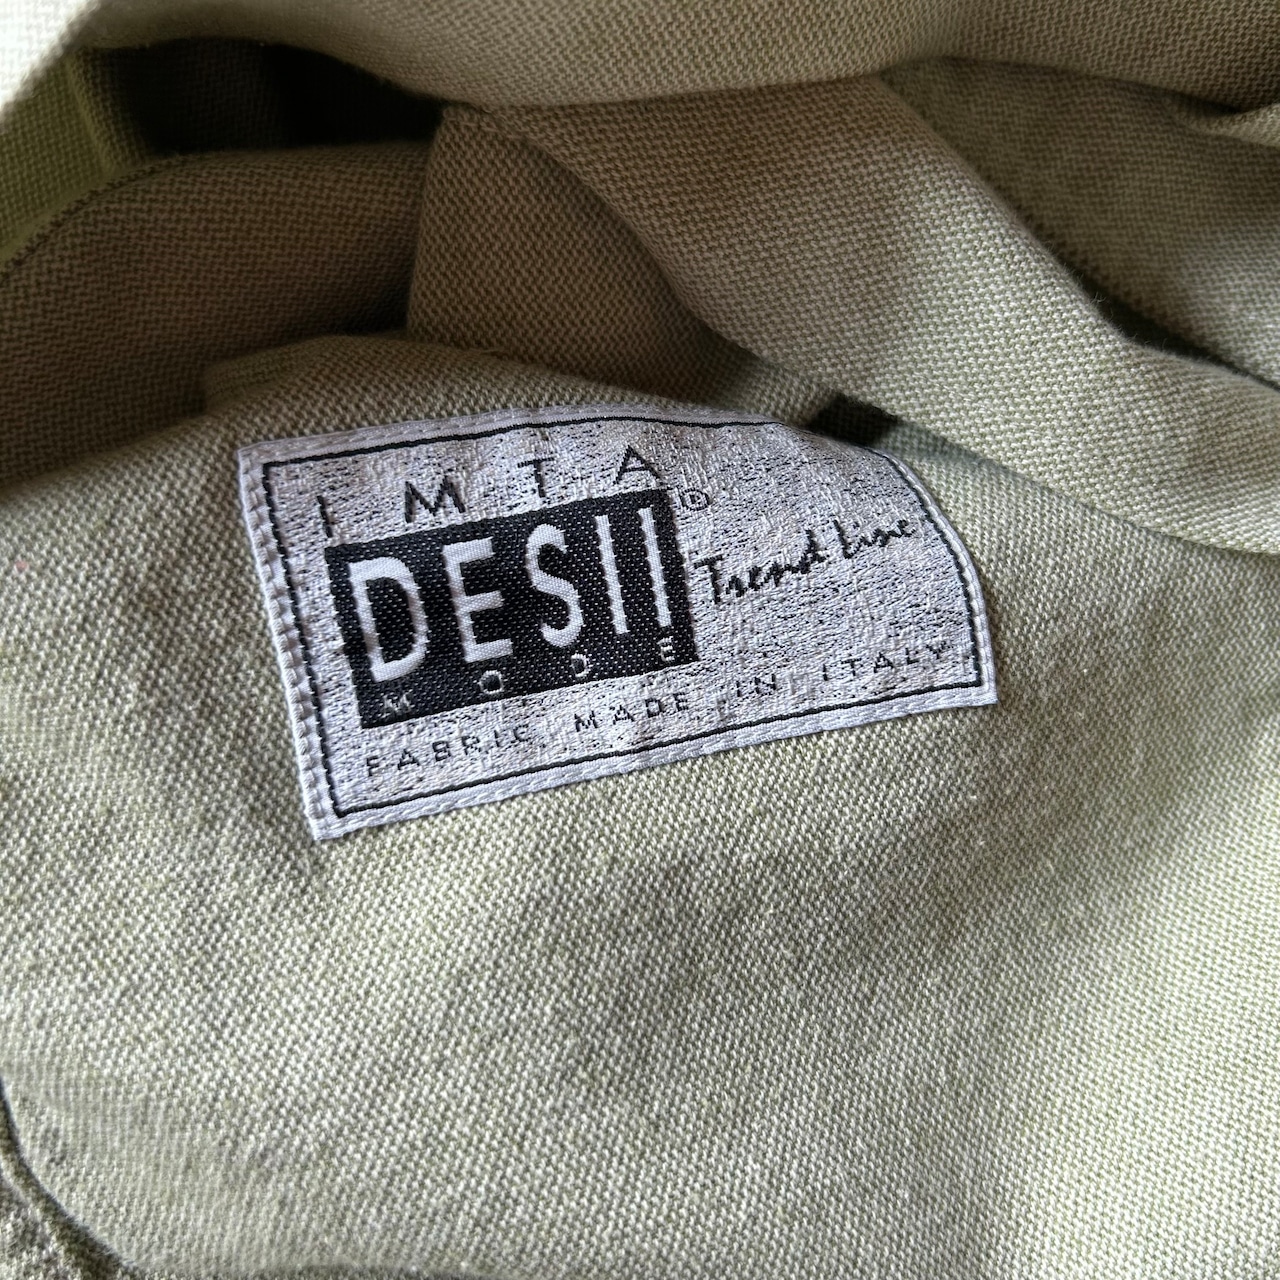 IMTA ®
DESII
MODE
Trend Line
FABRIC MADE IN ITALY